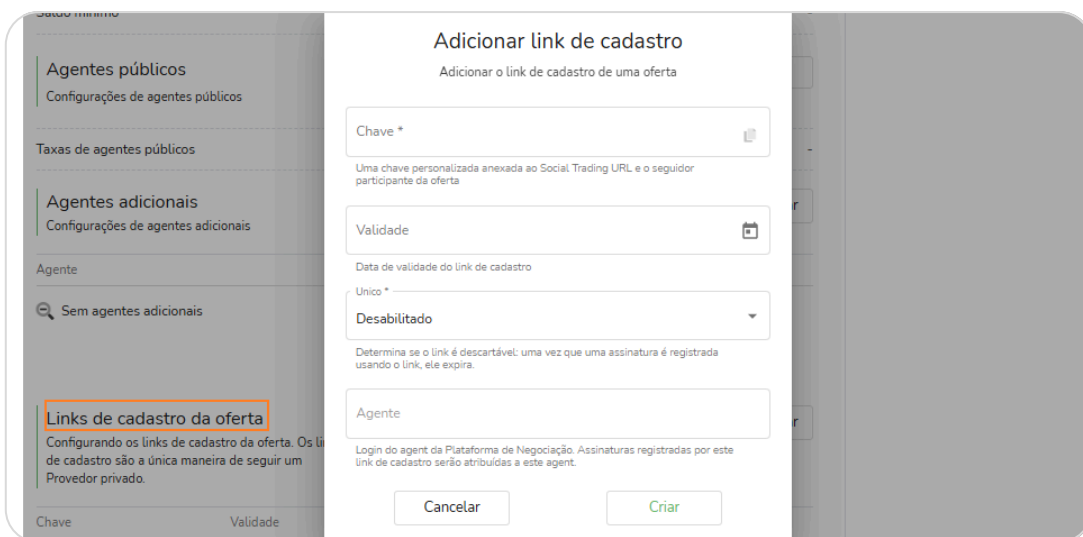 Saldo mínimo
Agentes públicos
Configurações de agentes públicos
Taxas de agentes públicos
-
Agentes adicionais
Configurações de agentes adicionais
Agente
Sem agentes adicionais
Links de cadastro da oferta
Configurando os links de cadastro da oferta. Os li
de cadastro são a única maneira de seguir um
Provedor privado.
Chave Validade
Adicionar link de cadastro
Adicionar o link de cadastro de uma oferta
Chave *
Uma chave personalizada anexada ao Social Trading URL e o seguidor
participante da oferta
Validade
Data de validade do link de cadastro
Unico *
Desabilitado
Determina se o link é descartável: uma vez que uma assinatura é registrada
usando o link, ele expira.
Agente
Login do agent da Plataforma de Negociação. Assinaturas registradas por este
link de cadastro serão atribuídas a este agent.
Cancelar Criar
r
r